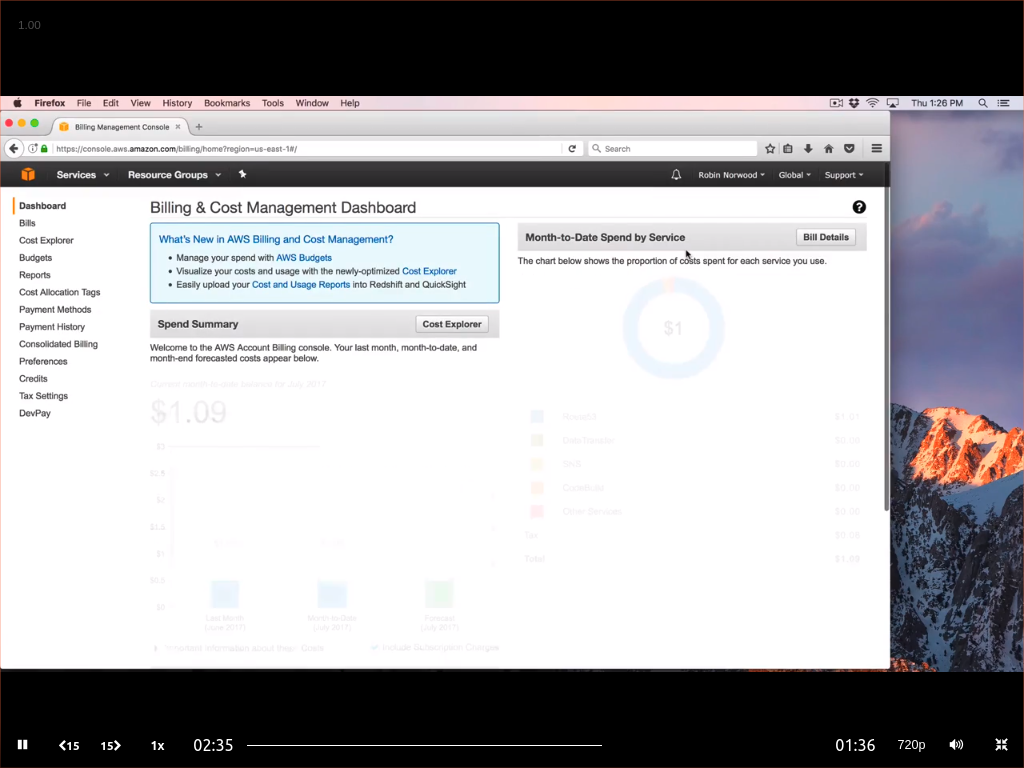 1.00
Firefox File Edit View History Bookmarks Tools Window Help
Thu 1:26 PM
Billing Management Console
https://console.aws.amazon.com/billing/home?region=us-east-1#/
Search
Services
Resource Groups
Robin Norwood
Global
Support
Dashboard
Bills
Cost Explorer
Budgets
Reports
Cost Allocation Tags
Payment Methods
Payment History
Consolidated Billing
Preferences
Credits
Tax Settings
DevPay
Billing & Cost Management Dashboard
What's New in AWS Billing and Cost Management?
Manage your spend with AWS Budgets
Visualize your costs and usage with the newly-optimized Cost Explorer
Easily upload your Cost and Usage Reports into Redshift and QuickSight
Spend Summary
Cost Explorer
Welcome to the AWS Account Billing console. Your last month, month-to-date, and
month-end forecasted costs appear below.
Current month-to-date balance for July 2017
$1.09
$3
$2.5
$2
$1.5
$1
$0.5
$0
Last Month
(June 2017)
Month-to-Date
(July 2017)
Forecast
(July 2017)
Important Information about these Costs
Include Subscription Charges
Month-to-Date Spend by Service
Bill Details
The chart below shows the proportion of costs spent for each service you use.
$1
DataTransfer
$0.00
$0.00
$0.00
Other Services
$0.00
Tax
Total
$1.09
15
15
1x
02:35
01:36
720p